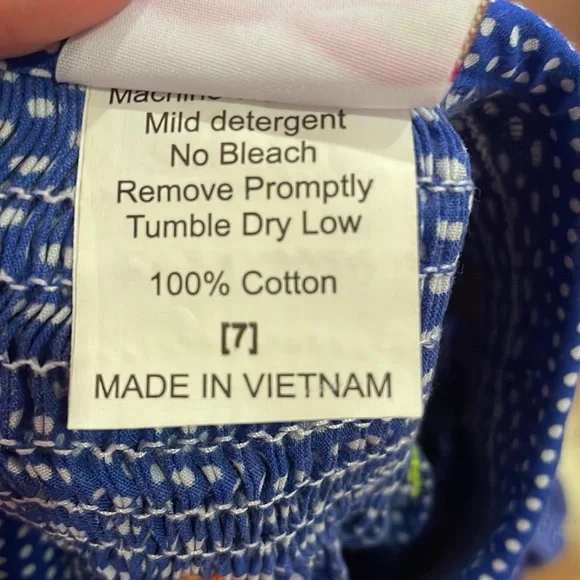 Mild detergent
No Bleach
Remove Promptly
Tumble Dry Low
100% Cotton
[7]
MADE IN VIETNAM